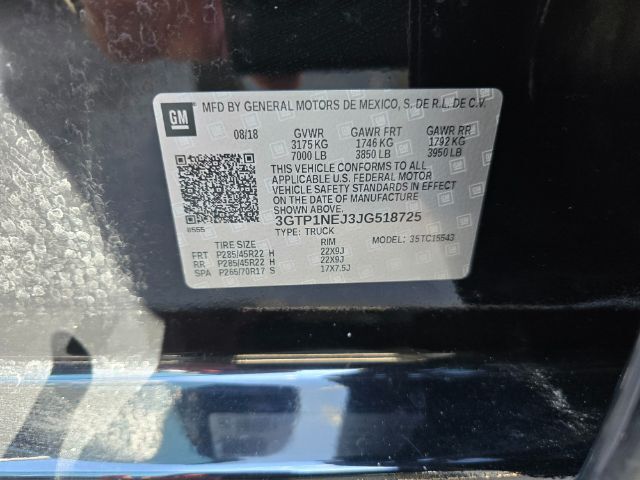 GM
MFD BY GENERAL MOTORS DE MEXICO, S. DE R.L. DE C.V.
08/18 GVWR GAWR FRT GAWR RR
3175 KG 1746 KG 1792 KG
7000 LB 3850 LB 3950 LB
THIS VEHICLE CONFORMS TO ALL
APPLICABLE U.S. FEDERAL MOTOR
VEHICLE SAFETY STANDARDS IN EFFECT
ON THE DATE OF MANUFACTURE
SHOWN ABOVE.
3GTP1NEJ3JG518725
6555
TYPE: TRUCK
TIRE SIZE RIM MODEL: 35TC15543
FRT P285/45R22 H 22X9J
RR P285/45R22 H 22X9J
SPA P265/70R17 S 17X7.5J